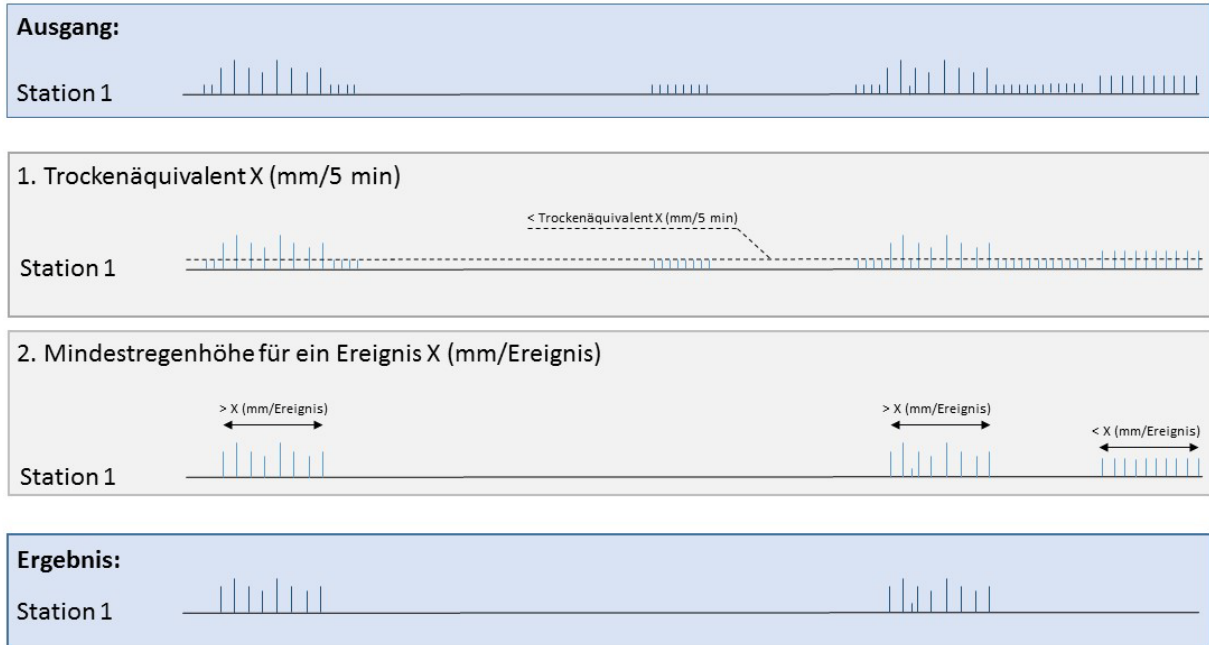 Ausgang:
Station 1
1. Trockenäquivalent X (mm/5 min)
< Trockenäquivalent X (mm/5 min)
Station 1
2. Mindestregenhöhe für ein Ereignis X (mm/Ereignis)
> X (mm/Ereignis)
> X (mm/Ereignis)
< X (mm/Ereignis)
Station 1
Ergebnis:
Station 1